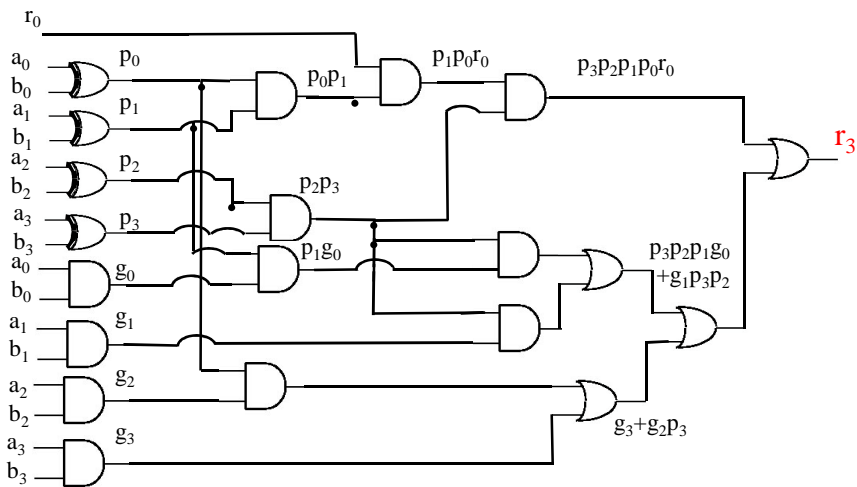 r₀
a₀
b₀
p₀
p₀p₁
p₁p₀r₀
p₃p₂p₁p₀r₀
a₁
b₁
p₁
r₃
a₂
b₂
p₂
p₂p₃
a₃
b₃
p₃
a₀
b₀
g₀
p₁g₀
p₃p₂p₁g₀
+g₁p₃p₂
a₁
b₁
g₁
a₂
b₂
g₂
g₃+g₂p₃
a₃
b₃
g₃